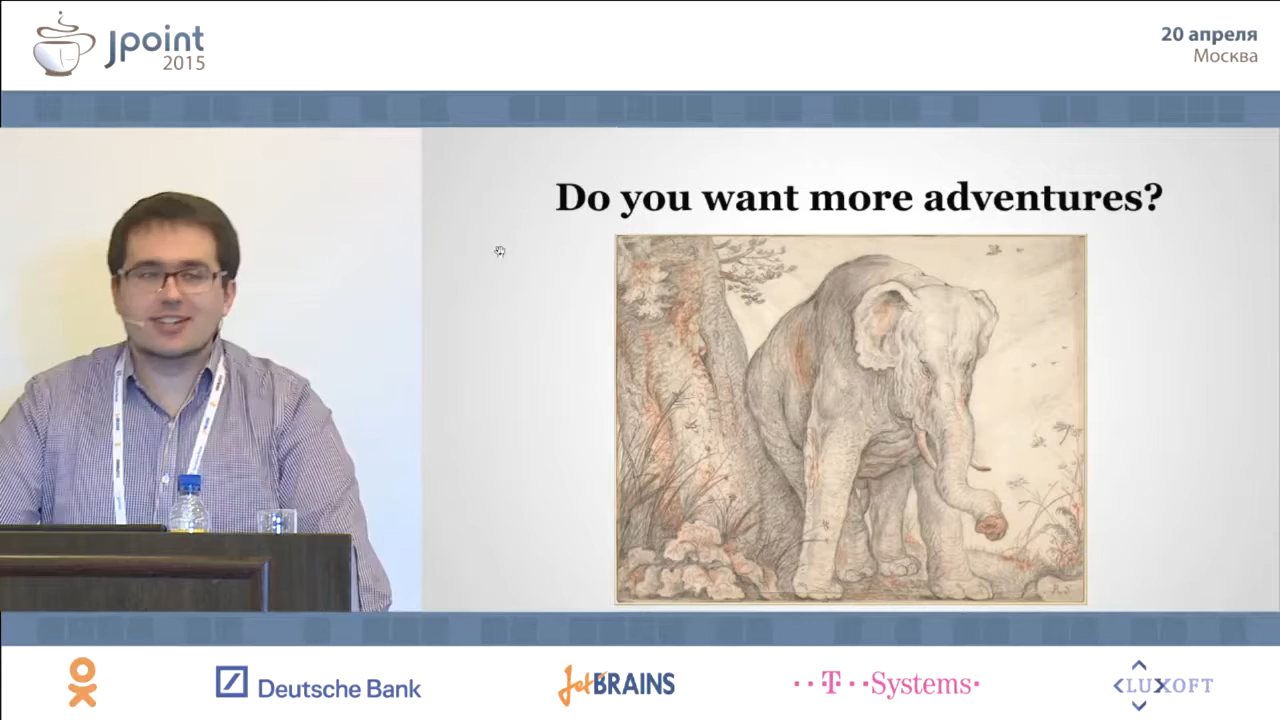 Jpoint
2015
20 апреля
Москва
Do you want more adventures?
Deutsche Bank
JetBRAINS
··T··Systems·
LUXOFT